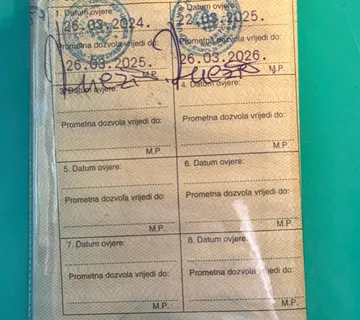 1. Datum ovjere:
26.03.2024.
Prometna dozvola vrijedi do:
26.03.2025.
M.P.
2. Datum ovjere:
22.03.2025.
Prometna dozvola vrijedi do:
26.03.2026.
M.P.
3. Datum ovjere:
Prometna dozvola vrijedi do:
M.P.
4. Datum ovjere:
Prometna dozvola vrijedi do:
M.P.
5. Datum ovjere:
Prometna dozvola vrijedi do:
M.P.
6. Datum ovjere:
Prometna dozvola vrijedi do:
M.P.
7. Datum ovjere:
Prometna dozvola vrijedi do:
M.P.
8. Datum ovjere:
Prometna dozvola vrijedi do:
M.P.